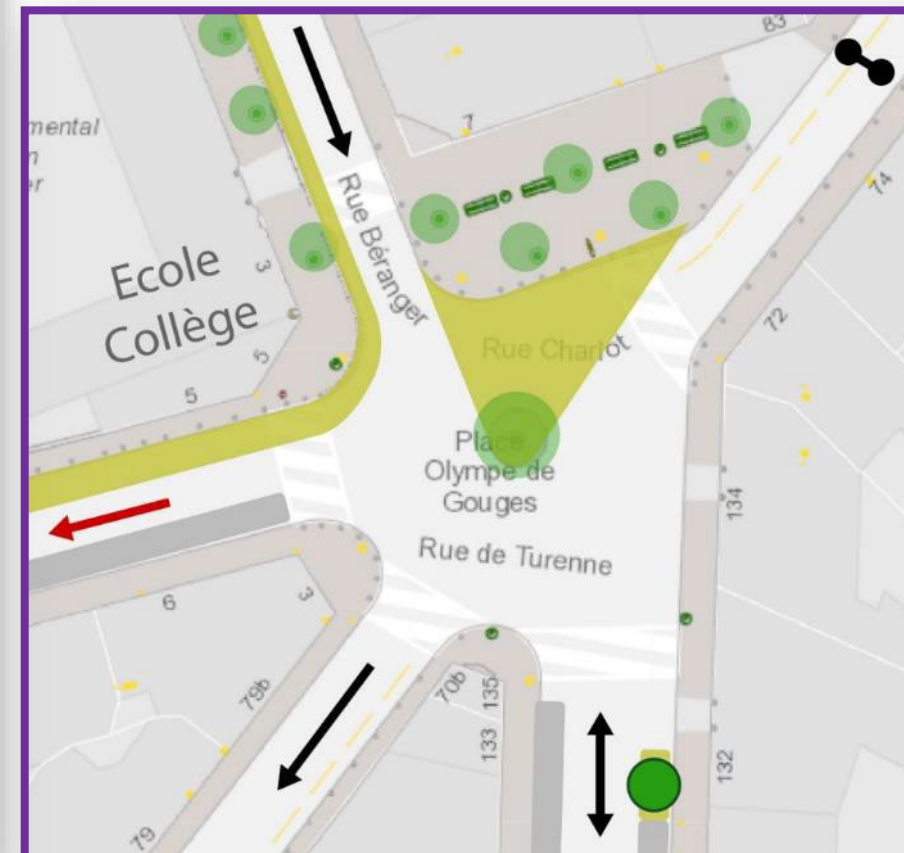 83
mental
n
er
7
74
Rue Béranger
Ecole
Collège
3
5
5
Rue Charlot
72
Place
Olympe de
Gouges
Rue de Turenne
134
6
3
79b
70b
135
133
132
79